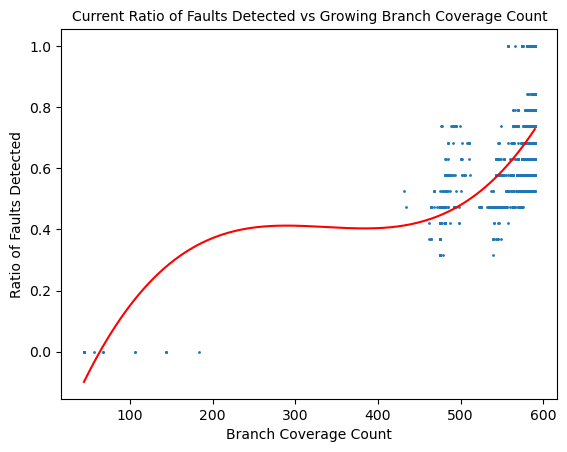 Current Ratio of Faults Detected vs Growing Branch Coverage Count
Ratio of Faults Detected
1.0
0.8
0.6
0.4
0.2
0.0
100 200 300 400 500 600
Branch Coverage Count